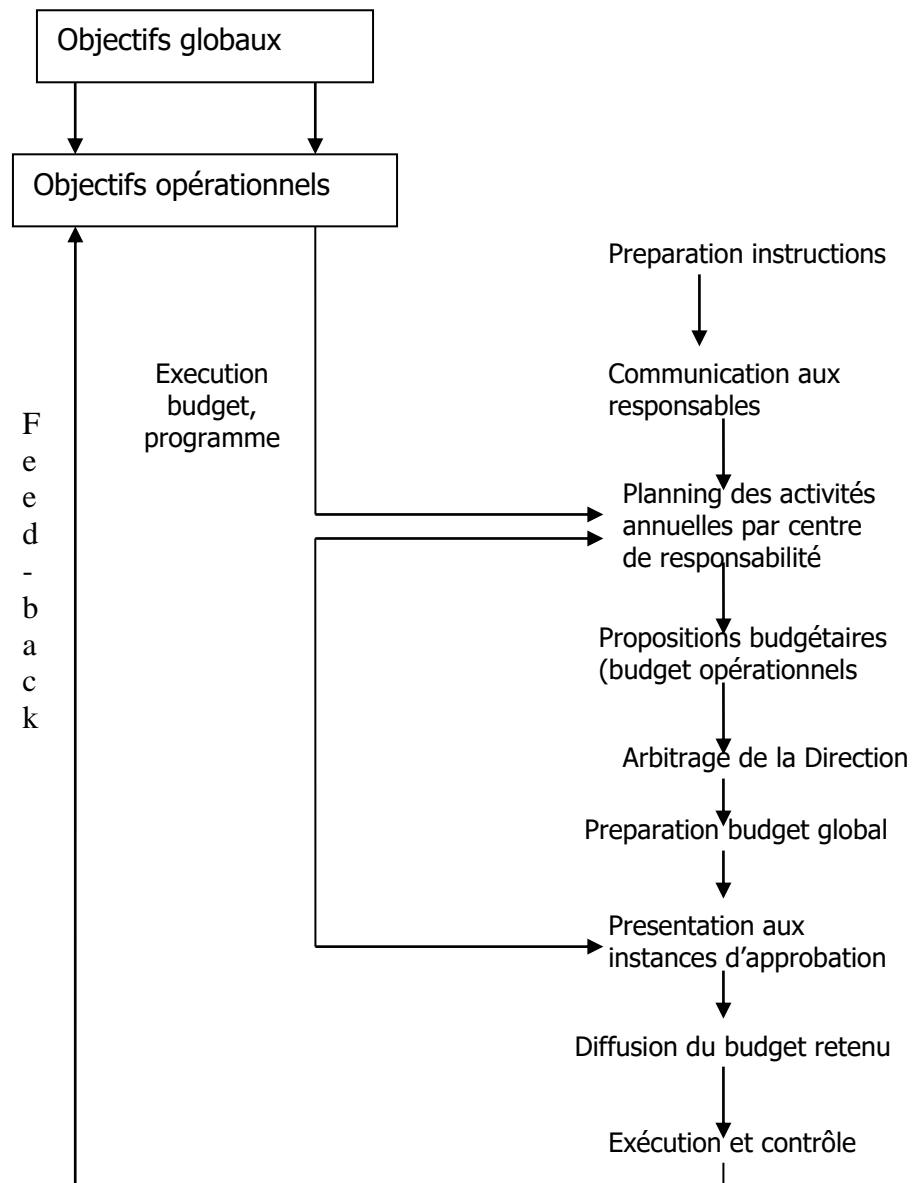 Objectifs globaux
Objectifs opérationnels
Preparation instructions
Execution
budget,
programme
Communication aux
responsables
Feed-back
Planning des activités
annuelles par centre
de responsabilité
Propositions budgétaires
(budget opérationnels
Arbitrage de la Direction
Preparation budget global
Presentation aux
instances d’approbation
Diffusion du budget retenu
Exécution et contrôle